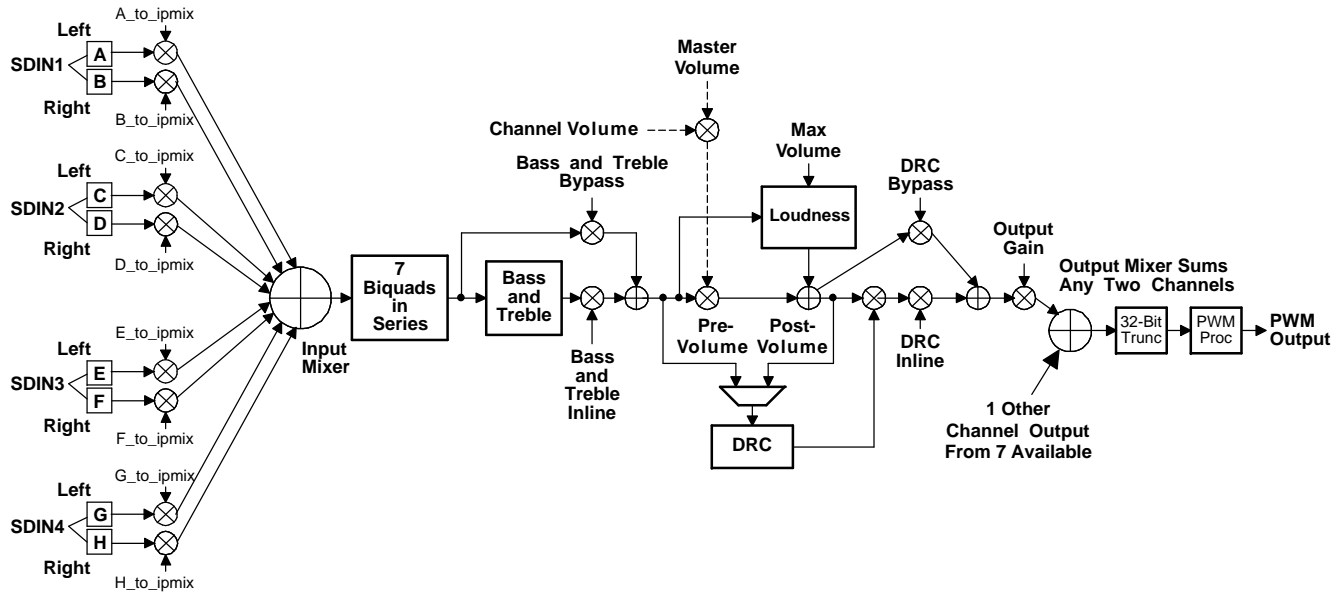 A_to_ipmix
Left
A
SDIN1
B
Right
B_to_ipmix
C_to_ipmix
Left
C
SDIN2
D
Right
D_to_ipmix
E_to_ipmix
Left
E
SDIN3
F
Right
F_to_ipmix
G_to_ipmix
Left
G
SDIN4
H
Right
H_to_ipmix
Input
Mixer
7
Biquads
in
Series
Bass and Treble
Bypass
Bass
and
Treble
Bass
and
Treble
Inline
Master
Volume
Channel Volume
Pre-
Volume
Post-
Volume
Max
Volume
Loudness
DRC
DRC
Bypass
DRC
Inline
Output
Gain
Output Mixer Sums
Any Two Channels
32-Bit
Trunc
PWM
Proc
PWM
Output
1 Other
Channel Output
From 7 Available